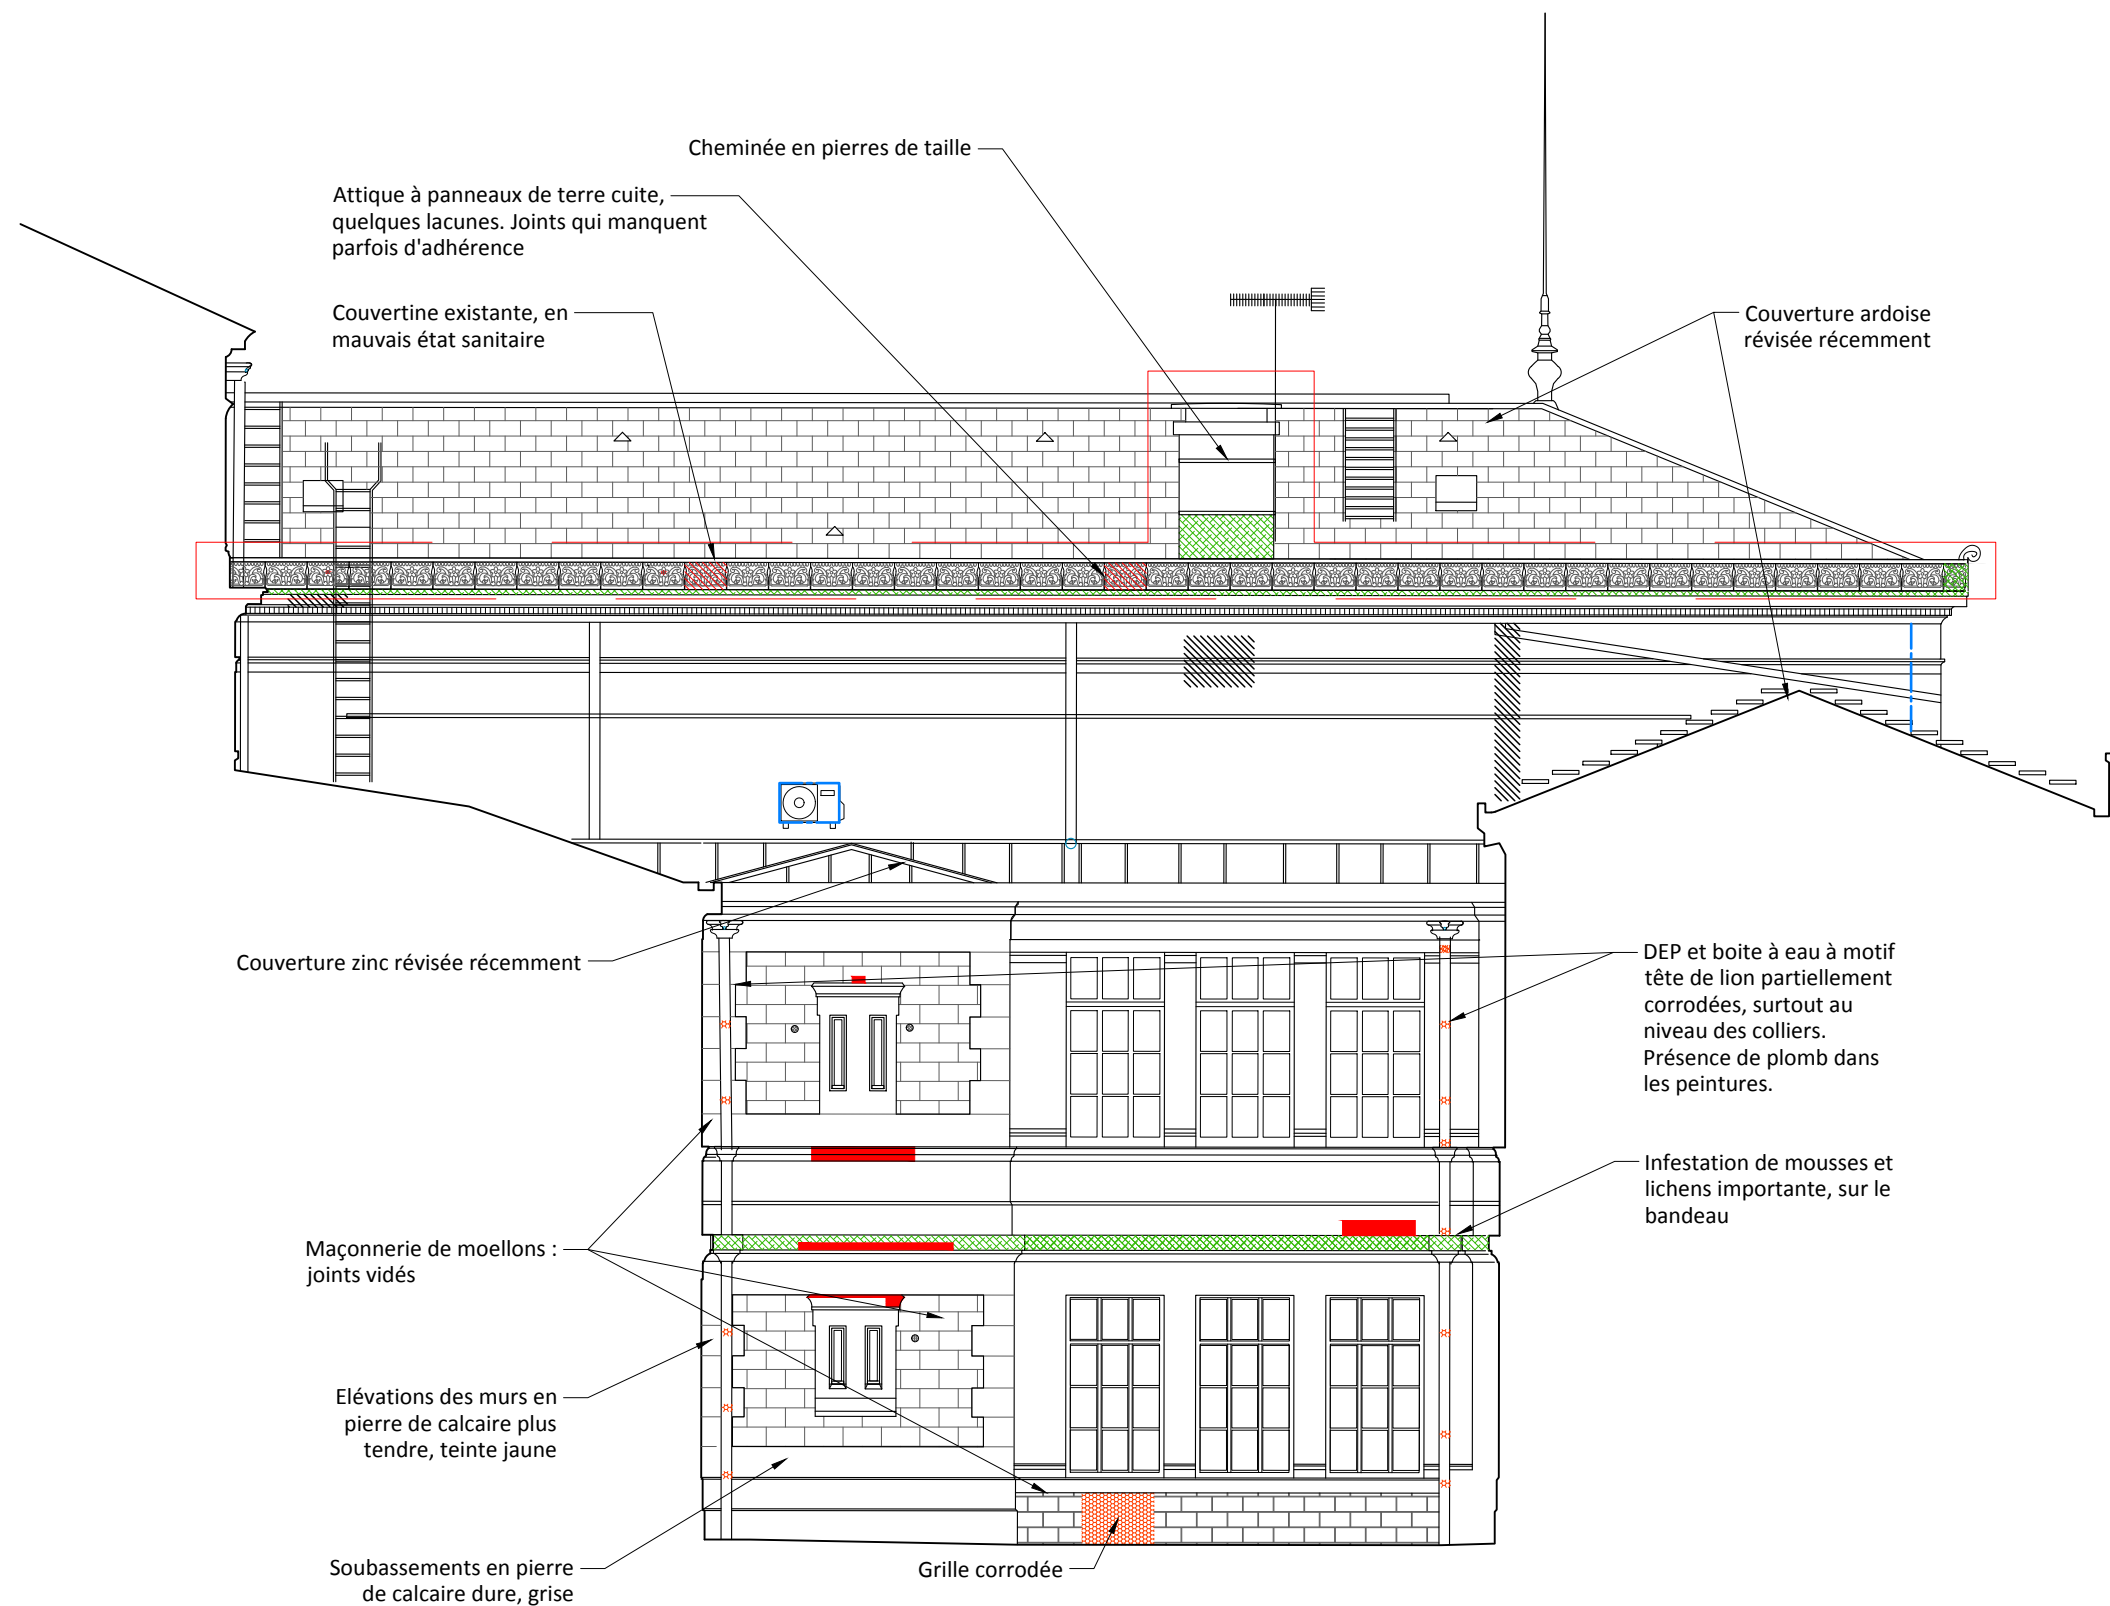 Cheminée en pierres de taille
Attique à panneaux de terre cuite,
quelques lacunes. Joints qui manquent
parfois d'adhérence
Couvertine existante, en
mauvais état sanitaire
Couverture ardoise
révisée récemment
Couverture zinc révisée récemment
DEP et boite à eau à motif
tête de lion partiellement
corrodées, surtout au
niveau des colliers.
Présence de plomb dans
les peintures.
Infestation de mousses et
lichens importante, sur le
bandeau
Maçonnerie de moellons :
joints vidés
Elévations des murs en
pierre de calcaire plus
tendre, teinte jaune
Soubassements en pierre
de calcaire dure, grise
Grille corrodée